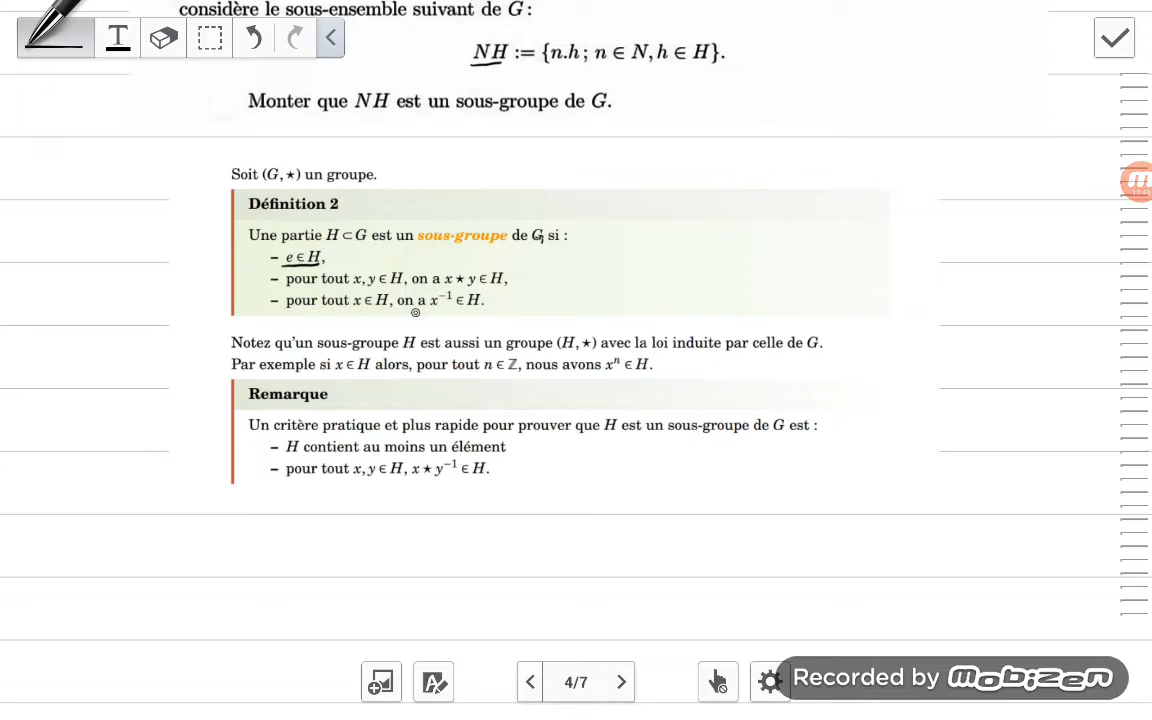 considère le sous-ensemble suivant de G :
T
NH := {n.h ; n ∈ N, h ∈ H}.
Monter que NH est un sous-groupe de G.
Soit (G,⋆) un groupe.
Définition 2
Une partie H ⊂ G est un sous-groupe de G si :
– e ∈ H,
– pour tout x, y ∈ H, on a x ⋆ y ∈ H,
– pour tout x ∈ H, on a x⁻¹ ∈ H.
Notez qu'un sous-groupe H est aussi un groupe (H,⋆) avec la loi induite par celle de G.
Par exemple si x ∈ H alors, pour tout n ∈ ℤ, nous avons xⁿ ∈ H.
Remarque
Un critère pratique et plus rapide pour prouver que H est un sous-groupe de G est :
– H contient au moins un élément
– pour tout x, y ∈ H, x ⋆ y⁻¹ ∈ H.
A
4/7
Recorded by mobizen